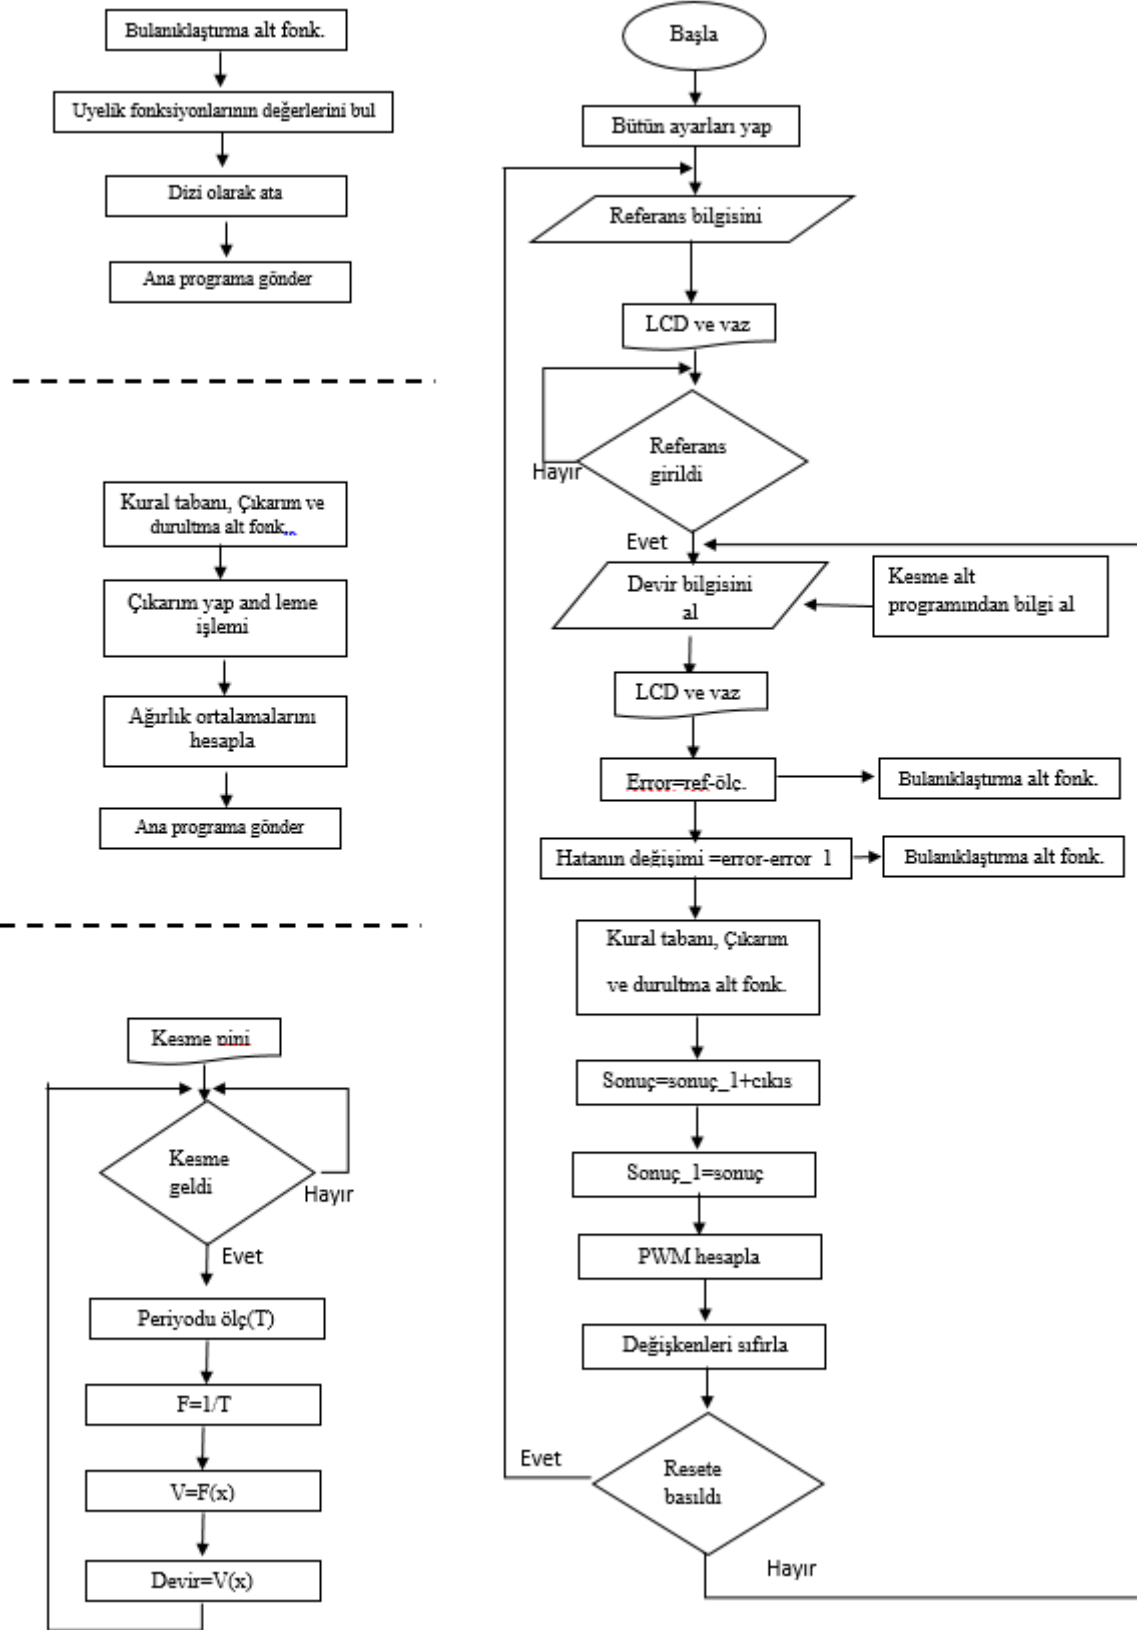 Bulanıklaştırma alt fonk.
Uyelik fonksiyonlarının değerlerini bul
Dizi olarak ata
Ana programa gönder
Kural tabanı, Çıkarım ve
durultma alt fonk.
Çıkarım yap and leme
işlemi
Ağırlık ortalamalarını
hesapla
Ana programa gönder
Kesme pini
Kesme
geldi
Hayır
Evet
Periyodu ölç(T)
F=1/T
V=F(x)
Devir=V(x)
Başla
Bütün ayarları yap
Referans bilgisini
LCD ye yaz
Referans
girildi
Hayır
Evet
Devir bilgisini
al
Kesme alt
programından bilgi al
LCD ye yaz
Error=ref-ölç.
Bulanıklaştırma alt fonk.
Hatanın değişimi =error-error_1
Bulanıklaştırma alt fonk.
Kural tabanı, Çıkarım
ve durultma alt fonk.
Sonuç=sonuç_1+cıkıs
Sonuç_1=sonuç
PWM hesapla
Değişkenleri sıfırla
Evet
Resete
basıldı
Hayır